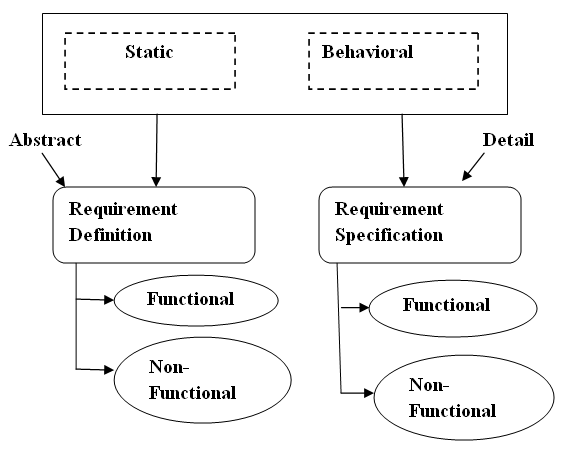 Static
Behavioral
Abstract
Detail
Requirement
Definition
Requirement
Specification
Functional
Functional
Non-
Functional
Non-
Functional